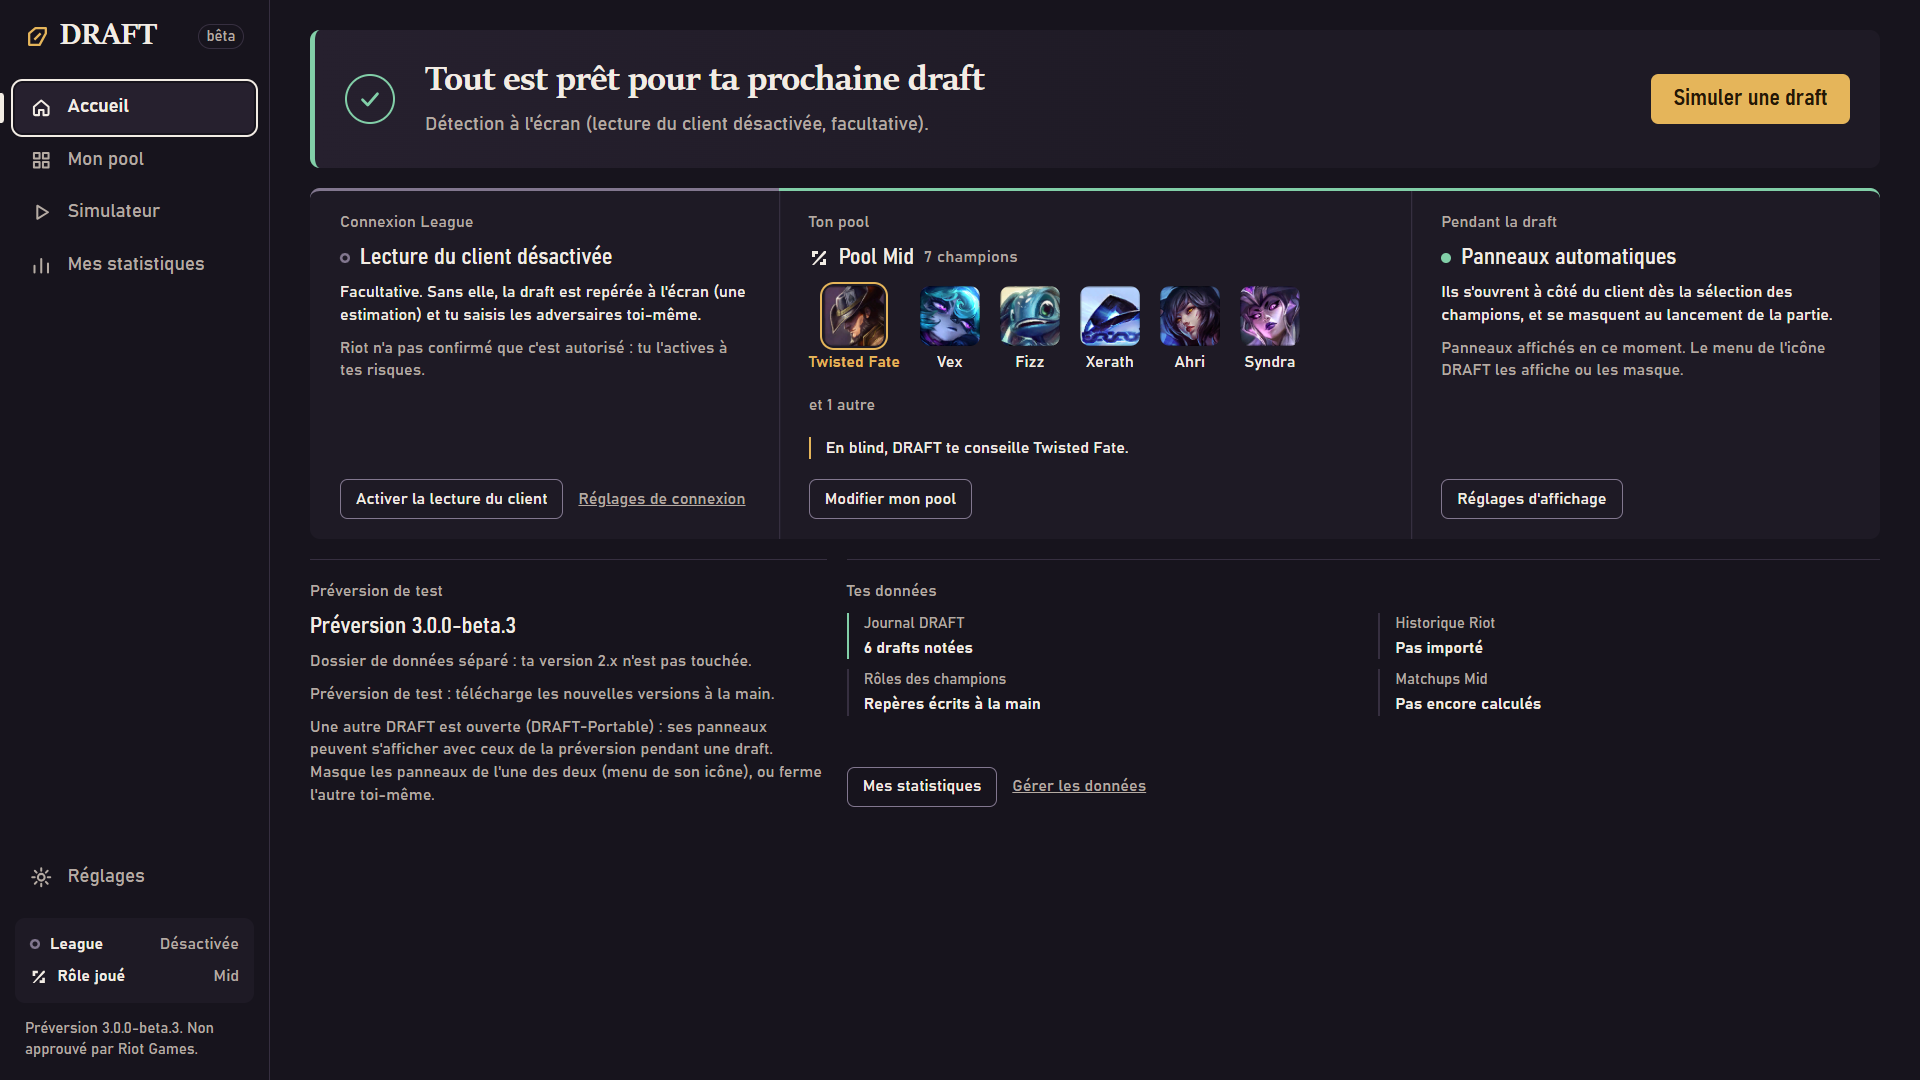 DRAFT
bêta
Accueil
Mon pool
Simulateur
Mes statistiques
Réglages
League
Désactivée
Rôle joué
Mid
Préversion 3.0.0-beta.3. Non
approuvé par Riot Games.
Tout est prêt pour ta prochaine draft
Détection à l'écran (lecture du client désactivée, facultative).
Simuler une draft
Connexion League
Lecture du client désactivée
Facultative. Sans elle, la draft est repérée à l'écran (une
estimation) et tu saisis les adversaires toi-même.
Riot n'a pas confirmé que c'est autorisé : tu l'actives à
tes risques.
Activer la lecture du client
Réglages de connexion
Ton pool
Pool Mid
7 champions
Twisted Fate
Vex
Fizz
Xerath
Ahri
Syndra
et 1 autre
En blind, DRAFT te conseille Twisted Fate.
Modifier mon pool
Pendant la draft
Panneaux automatiques
Ils s'ouvrent à côté du client dès la sélection des
champions, et se masquent au lancement de la partie.
Panneaux affichés en ce moment. Le menu de l'icône
DRAFT les affiche ou les masque.
Réglages d'affichage
Préversion de test
Préversion 3.0.0-beta.3
Dossier de données séparé : ta version 2.x n'est pas touchée.
Préversion de test : télécharge les nouvelles versions à la main.
Une autre DRAFT est ouverte (DRAFT-Portable) : ses panneaux
peuvent s'afficher avec ceux de la préversion pendant une draft.
Masque les panneaux de l'une des deux (menu de son icône), ou ferme
l'autre toi-même.
Tes données
Journal DRAFT
6 drafts notées
Historique Riot
Pas importé
Rôles des champions
Repères écrits à la main
Matchups Mid
Pas encore calculés
Mes statistiques
Gérer les données